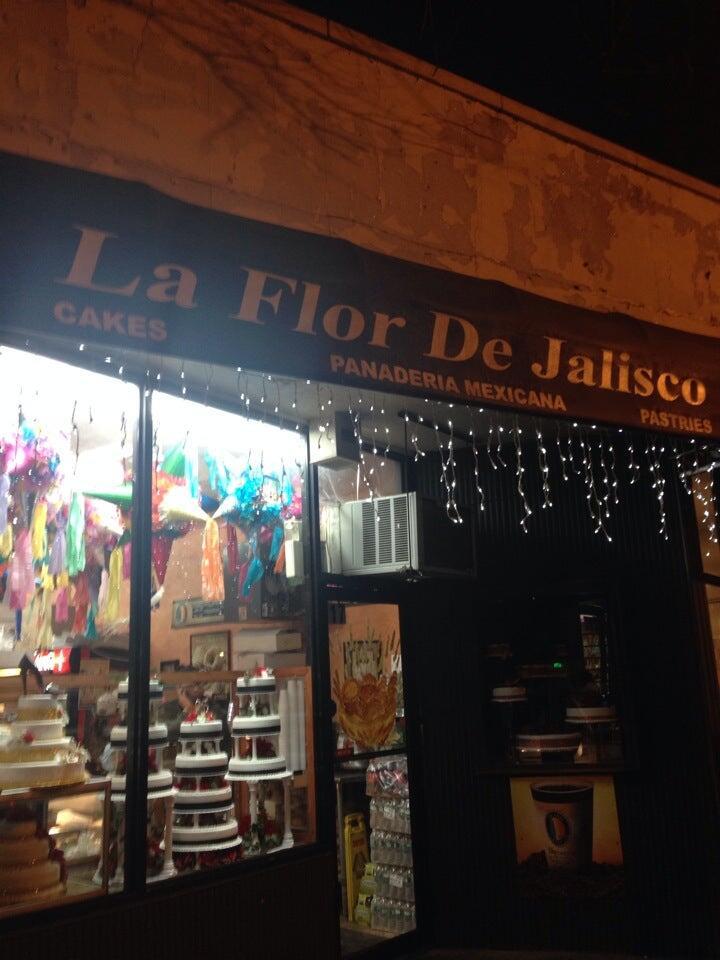 La Flor De Jalisco
CAKES
PANADERIA MEXICANA
PASTRIES